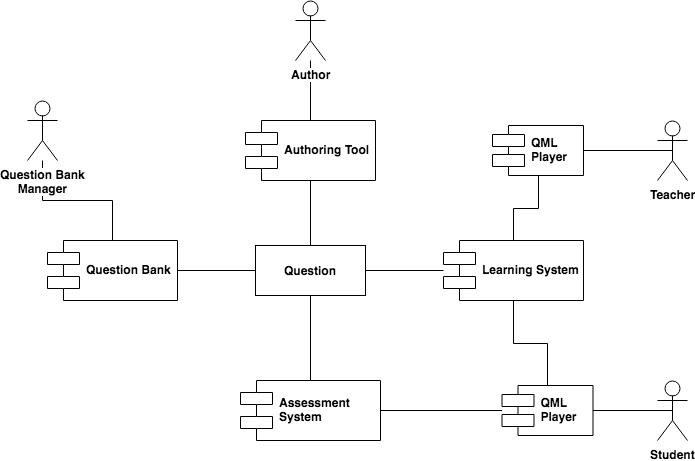 Author
Authoring Tool
QML
Player
Teacher
Question Bank
Manager
Question Bank
Question
Learning System
Assessment
System
QML
Player
Student